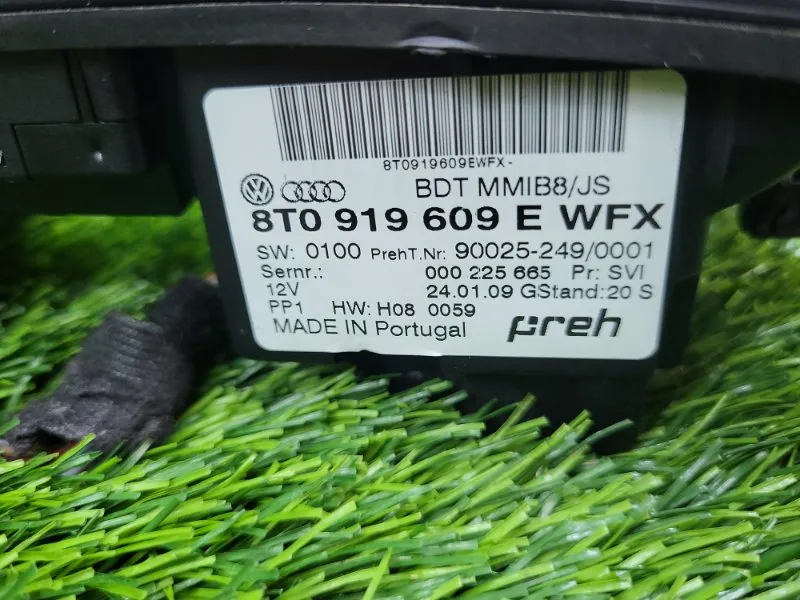 8T0919609EWFX-
BDT MMIB8/JS
8T0 919 609 E WFX
SW: 0100 PrehT.Nr: 90025-249/0001
Sernr.: 000 225 665 Pr: SVI
12V 24.01.09 GStand:20 S
PP1 HW: H08 0059
MADE IN Portugal preh